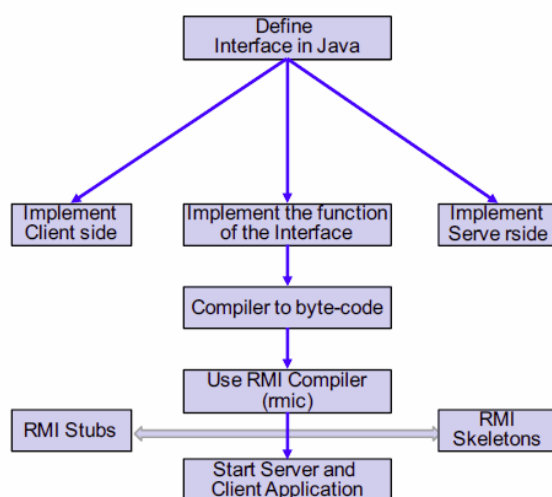 Define
Interface in Java
Implement
Client side
Implement the function
of the Interface
Implement
Serve rside
Compiler to byte-code
Use RMI Compiler
(rmic)
RMI Stubs
RMI
Skeletons
Start Server and
Client Application